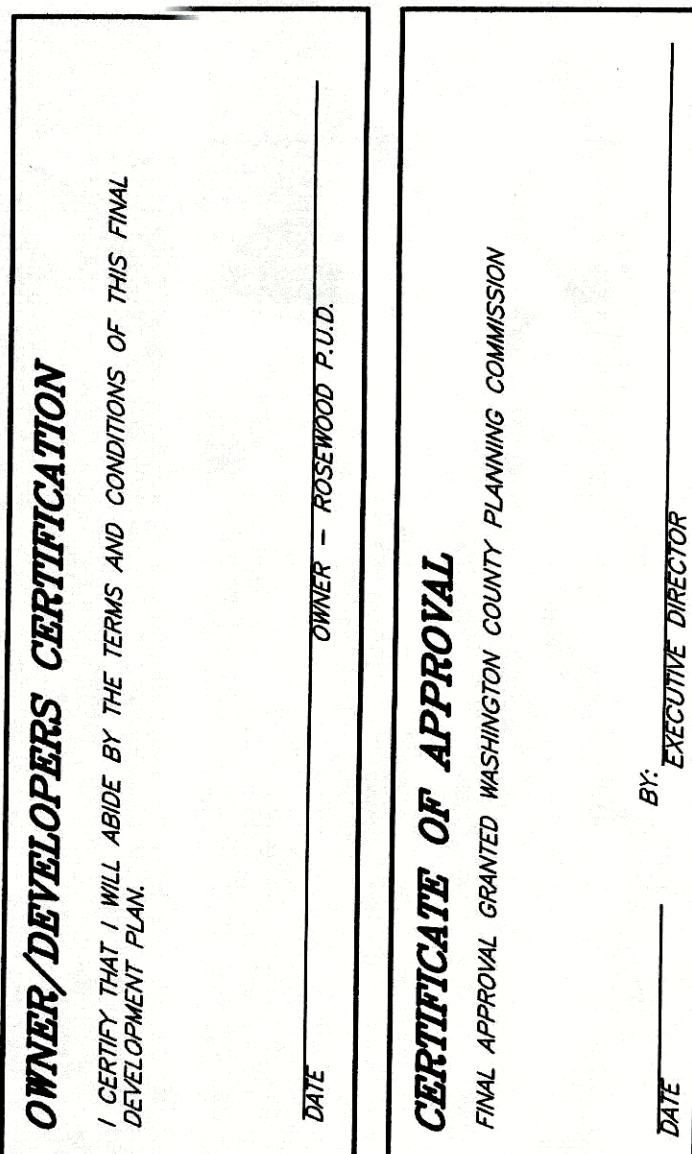 OWNER/DEVELOPERS CERTIFICATION
I CERTIFY THAT I WILL ABIDE BY THE TERMS AND CONDITIONS OF THIS FINAL
DEVELOPMENT PLAN.
DATE OWNER – ROSEWOOD P.U.D.
CERTIFICATE OF APPROVAL
FINAL APPROVAL GRANTED WASHINGTON COUNTY PLANNING COMMISSION
BY:
DATE EXECUTIVE DIRECTOR